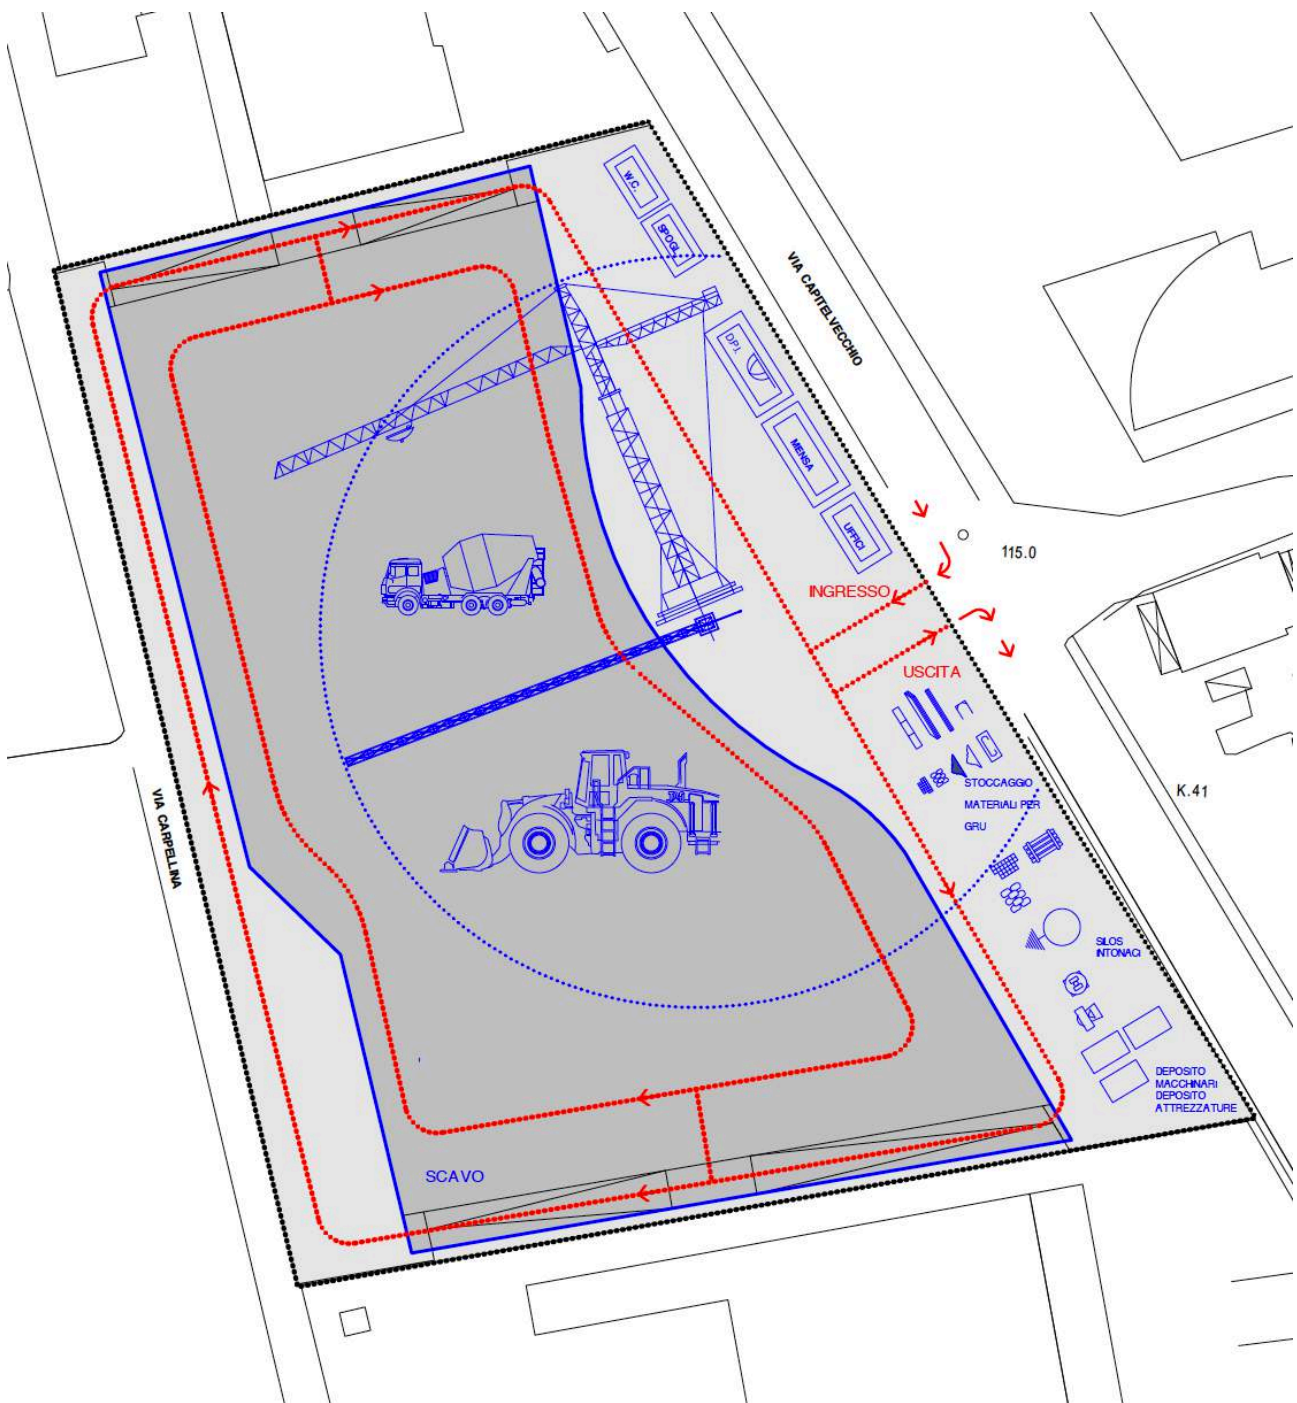 W.C.
SPOGL.
VIA CAPITELVECCHIO
D.P.I.
MENSA
UFFICI
115.0
INGRESSO
USCITA
STOCCAGGIO
MATERIALI PER
GRU
K.41
VIA CARPELLINA
SILOS
INTONACI
DEPOSITO
MACCHINARI
DEPOSITO
ATTREZZATURE
SCAVO